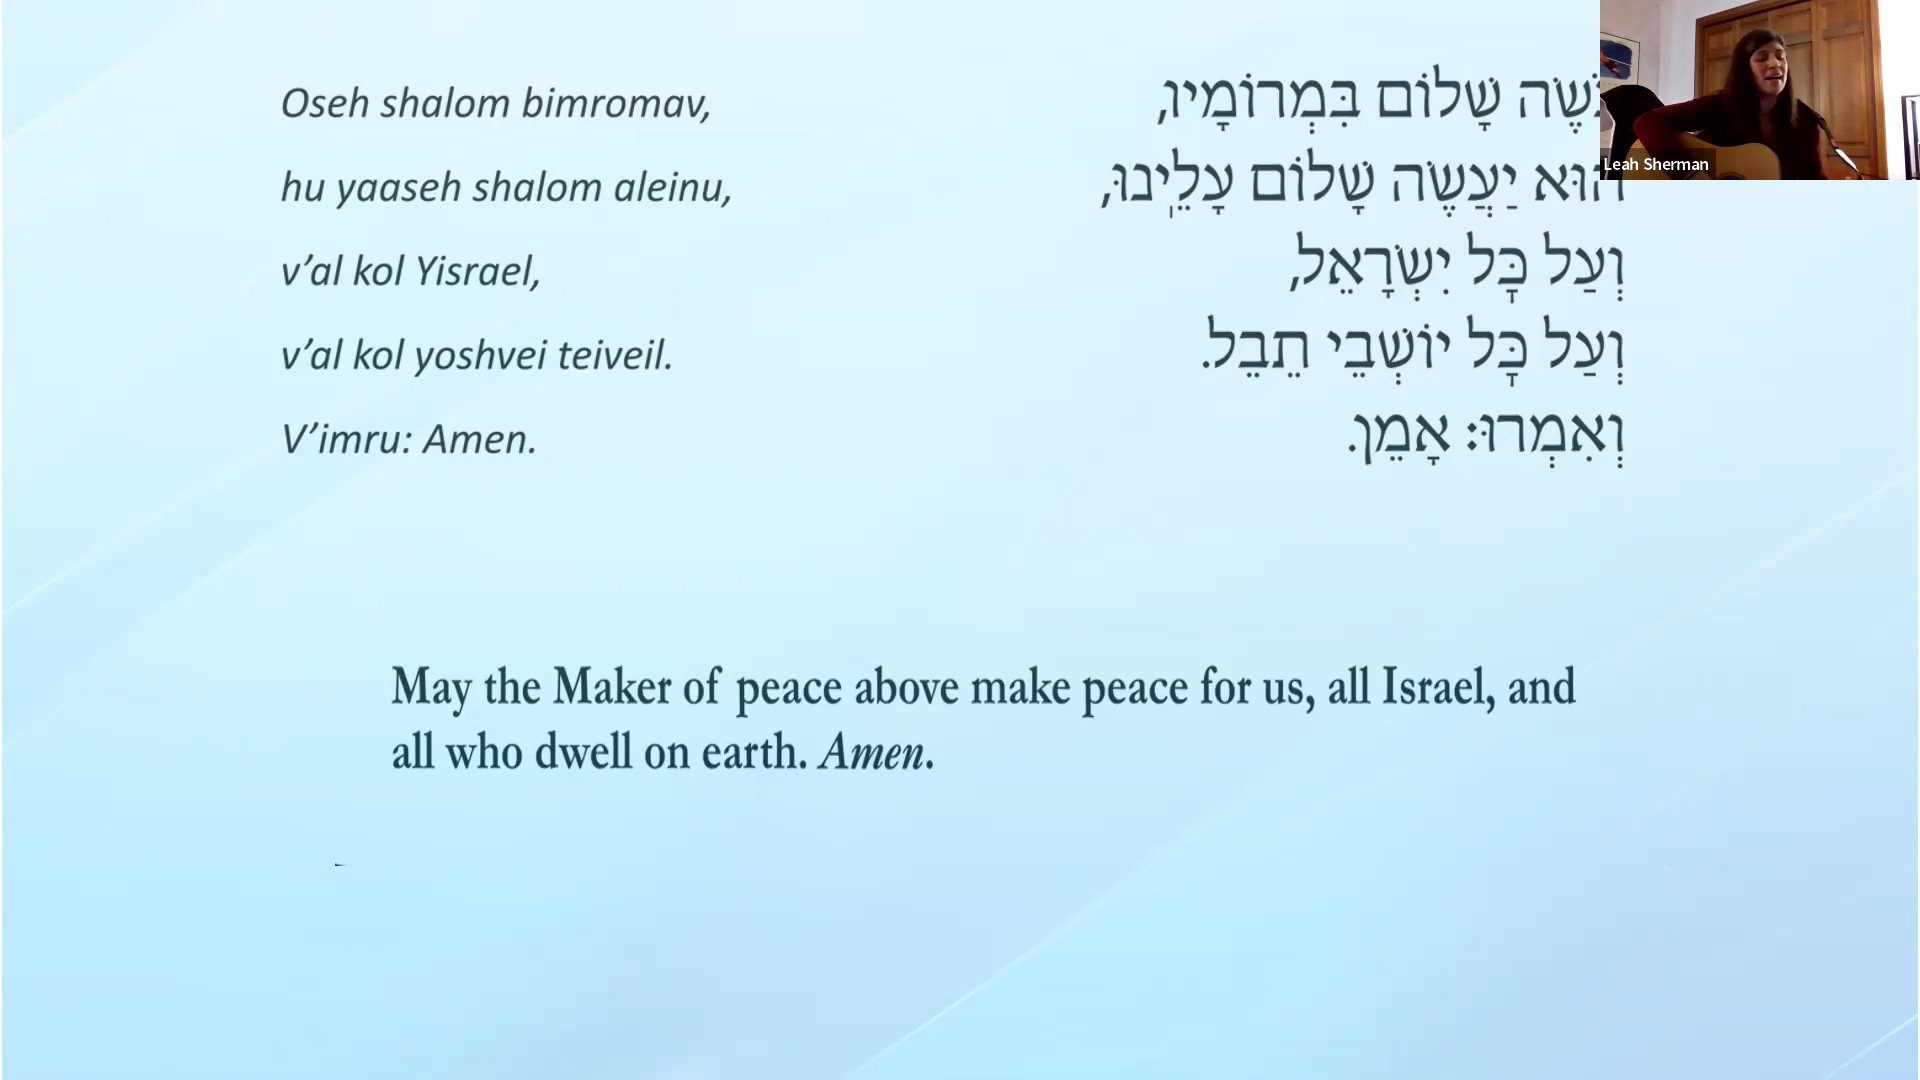 Oseh shalom bimromav,
hu yaaseh shalom aleinu,
v’al kol Yisrael,
v’al kol yoshvei teiveil.
V’imru: Amen.
שָׁלוֹם בִּמְרוֹמָיו,
הוּא יַעֲשֶׂה שָׁלוֹם עָלֵֽינוּ,
וְעַל כׇּל יִשְׂרָאֵל,
וְעַל כׇּל יוֹשְׁבֵי תֵבֵל.
וְאִמְרוּ: אָמֵן.
May the Maker of peace above make peace for us, all Israel, and
all who dwell on earth. Amen.
Leah Sherman